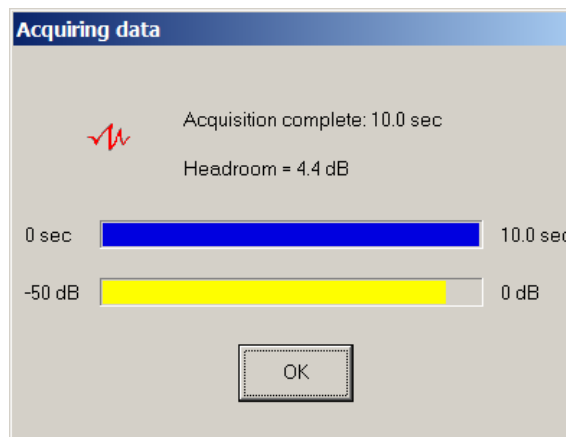 Acquiring data
Acquisition complete: 10.0 sec
Headroom = 4.4 dB
0 sec 10.0 sec
-50 dB 0 dB
OK